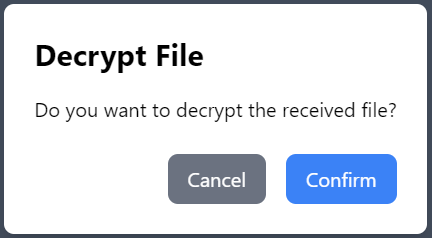 Decrypt File
Do you want to decrypt the received file?
Cancel
Confirm